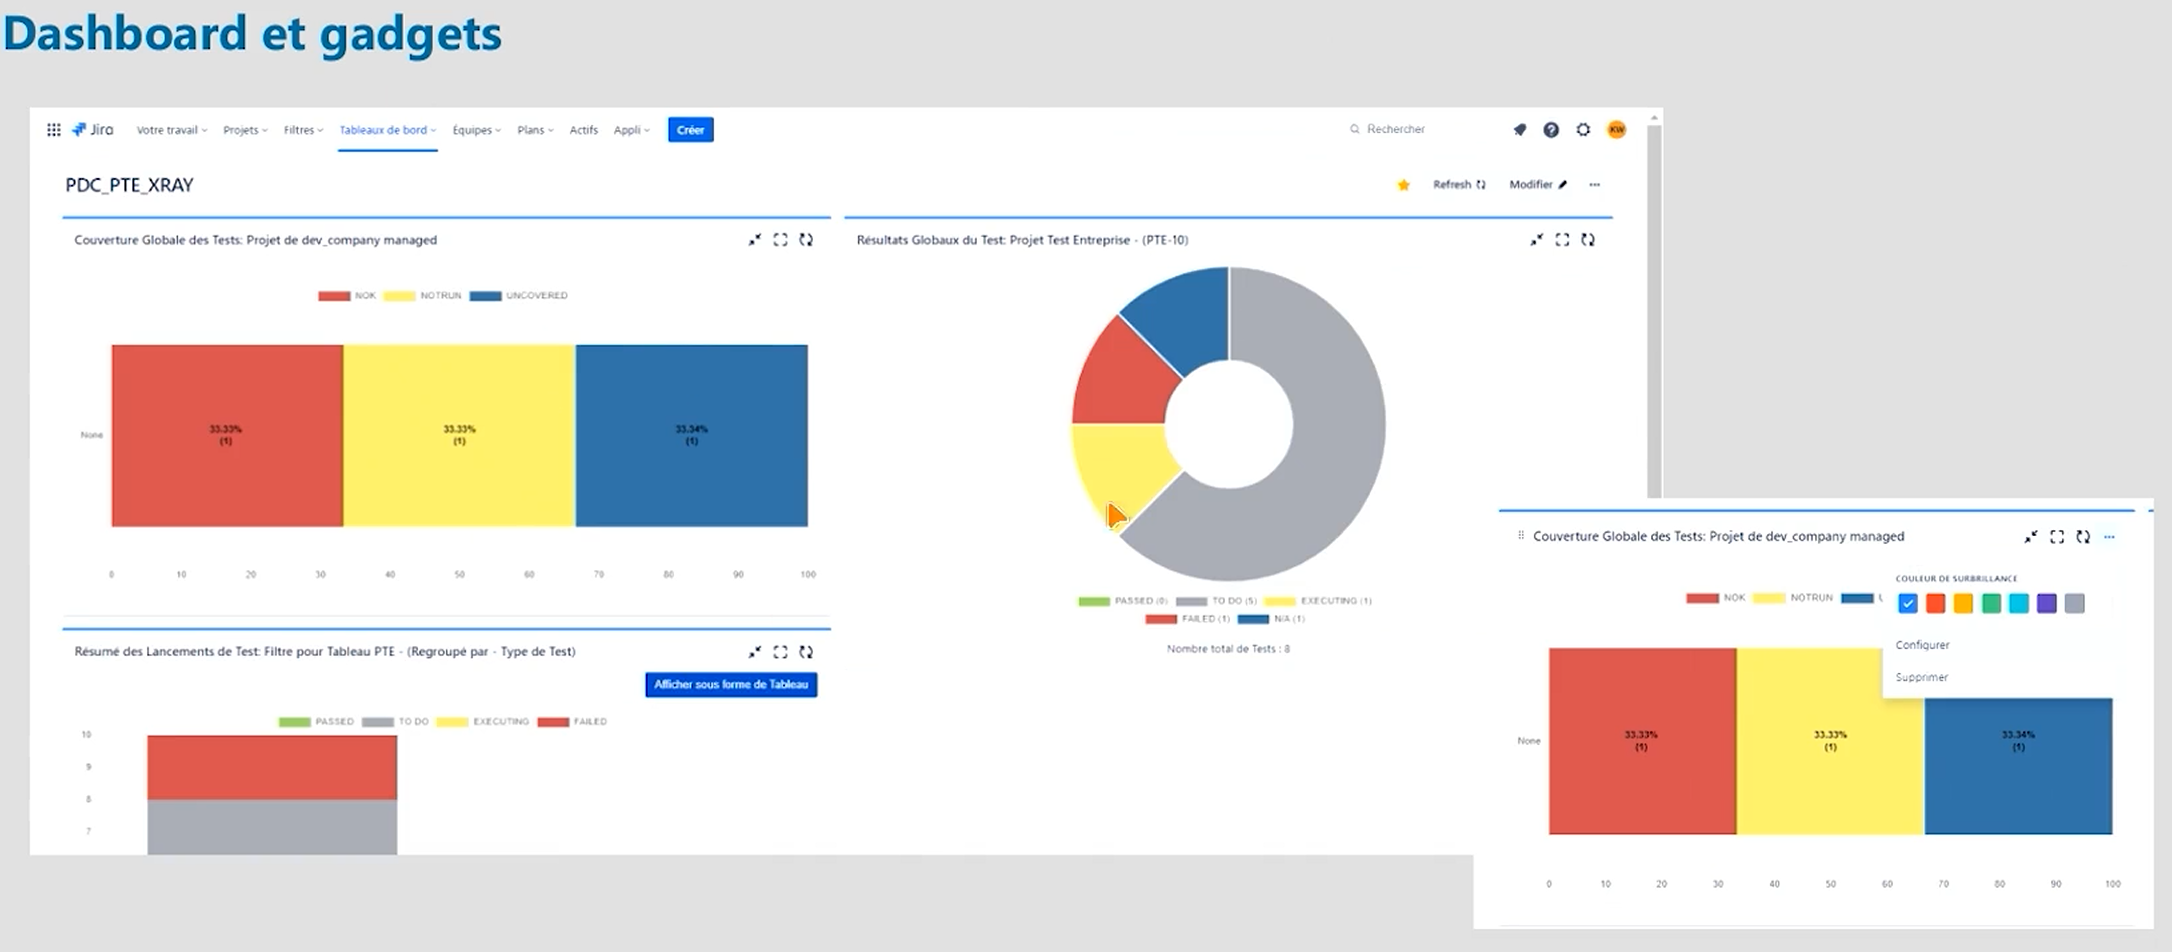 Dashboard et gadgets
Jira Votre travail Projets Filtres Tableaux de bord Équipes Plans Actifs Appli Créer Rechercher KW
PDC_PTE_XRAY
Refresh Modifier
Couverture Globale des Tests: Projet de dev_company managed
NOK NOTRUN UNCOVERED
None
33.33% 33.33% 33.34%
(1) (1) (1)
0 10 20 30 40 50 60 70 80 90 100
Résultats Globaux du Test: Projet Test Entreprise - (PTE-10)
PASSED (0) TO DO (5) EXECUTING (1)
FAILED (1) N/A (1)
Nombre total de Tests : 8
Résumé des Lancements de Test: Filtre pour Tableau PTE - (Regroupé par - Type de Test)
Afficher sous forme de Tableau
PASSED TO DO EXECUTING FAILED
10
9
8
7
Couverture Globale des Tests: Projet de dev_company managed
COULEUR DE SURBRILLANCE
NOK NOTRUN U
Configurer
Supprimer
None
33.33% 33.33% 33.34%
(1) (1) (1)
0 10 20 30 40 50 60 70 80 90 100